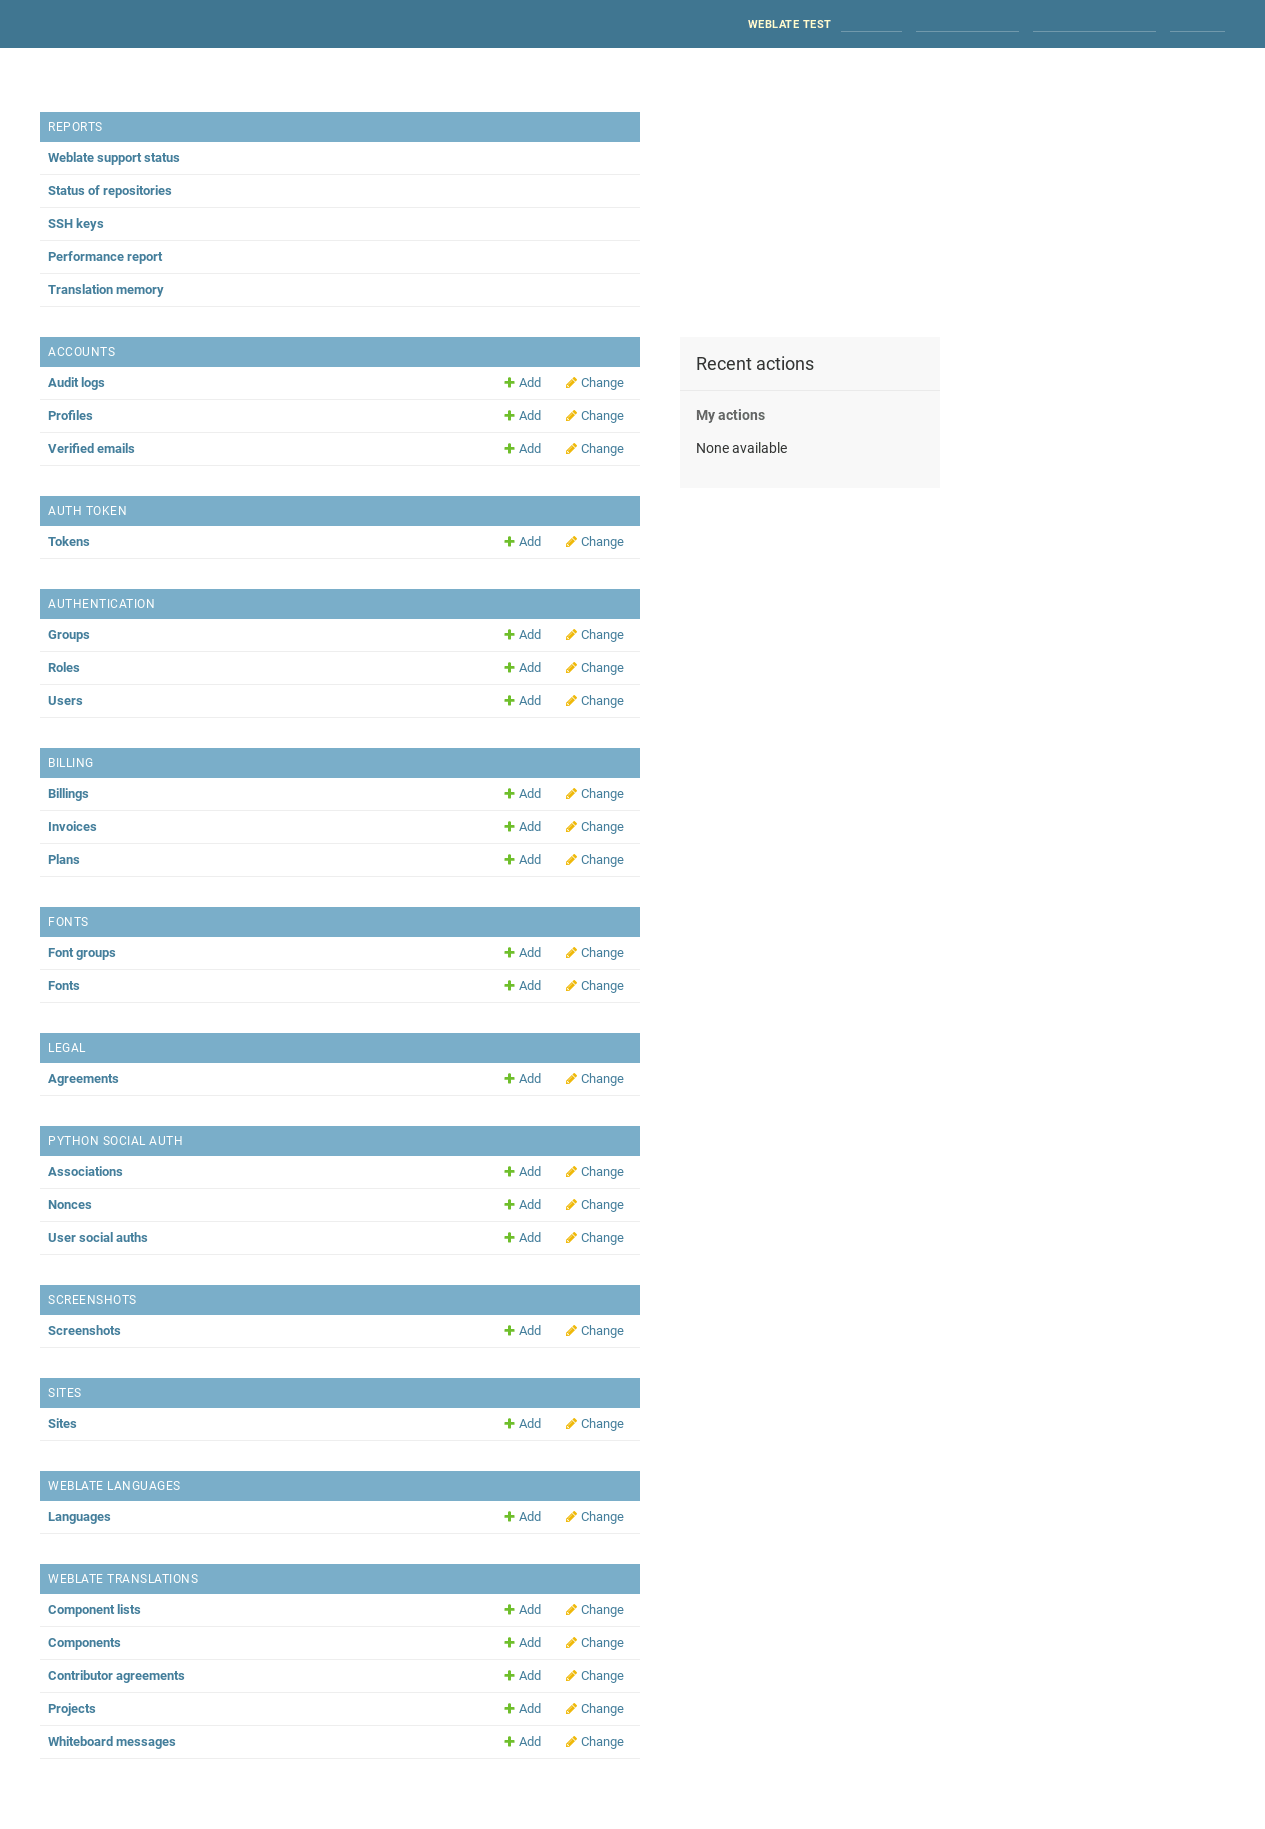 WEBLATE TEST
REPORTS
Weblate support status
Status of repositories
SSH keys
Performance report
Translation memory
ACCOUNTS
Audit logs Add Change
Profiles Add Change
Verified emails Add Change
Recent actions
My actions
None available
AUTH TOKEN
Tokens Add Change
AUTHENTICATION
Groups Add Change
Roles Add Change
Users Add Change
BILLING
Billings Add Change
Invoices Add Change
Plans Add Change
FONTS
Font groups Add Change
Fonts Add Change
LEGAL
Agreements Add Change
PYTHON SOCIAL AUTH
Associations Add Change
Nonces Add Change
User social auths Add Change
SCREENSHOTS
Screenshots Add Change
SITES
Sites Add Change
WEBLATE LANGUAGES
Languages Add Change
WEBLATE TRANSLATIONS
Component lists Add Change
Components Add Change
Contributor agreements Add Change
Projects Add Change
Whiteboard messages Add Change